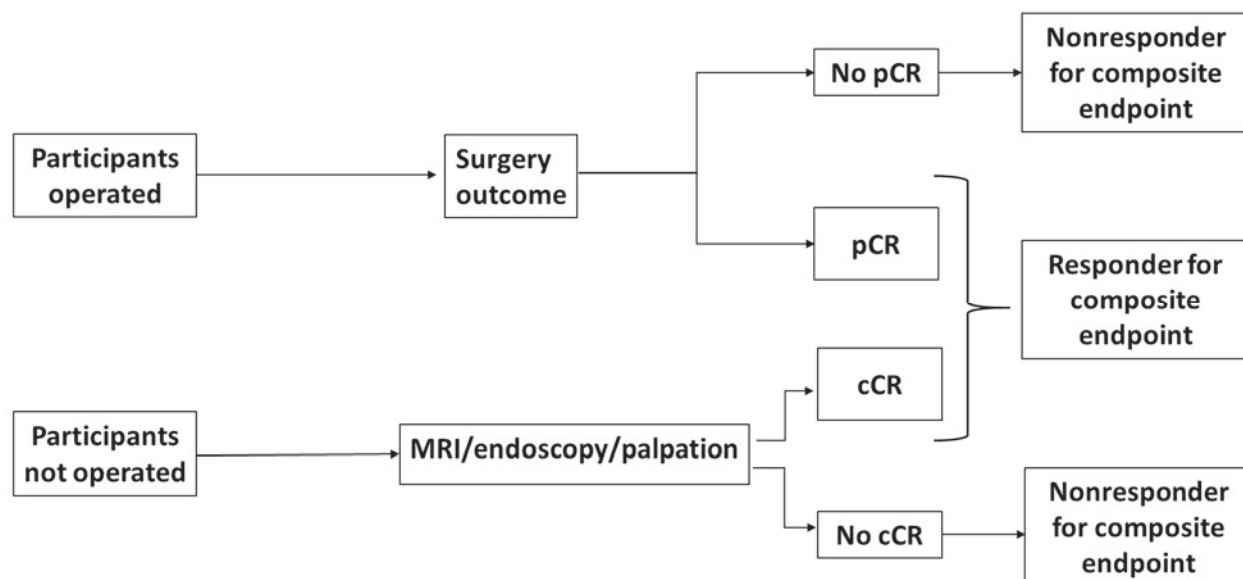 Participants
operated
Surgery
outcome
No pCR
Nonresponder
for composite
endpoint
pCR
Responder for
composite
endpoint
cCR
Participants
not operated
MRI/endoscopy/palpation
No cCR
Nonresponder
for composite
endpoint